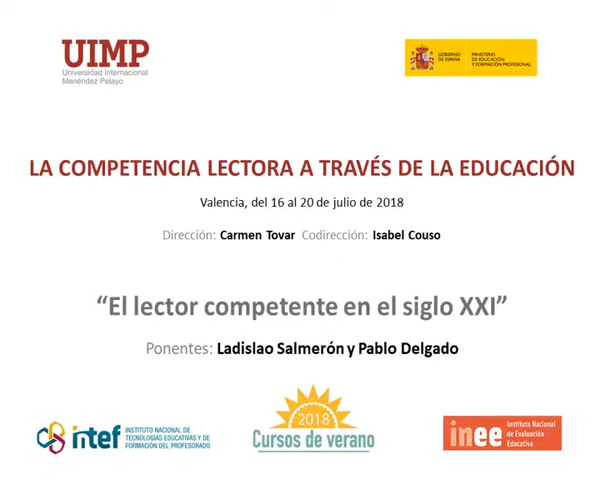 UIMP
Universidad Internacional
Menéndez Pelayo
GOBIERNO
DE ESPAÑA
MINISTERIO
DE EDUCACIÓN
Y FORMACIÓN PROFESIONAL
LA COMPETENCIA LECTORA A TRAVÉS DE LA EDUCACIÓN
Valencia, del 16 al 20 de julio de 2018
Dirección: Carmen Tovar Codirección: Isabel Couso
“El lector competente en el siglo XXI”
Ponentes: Ladislao Salmerón y Pablo Delgado
intef
INSTITUTO NACIONAL DE
TECNOLOGÍAS EDUCATIVAS Y DE
FORMACIÓN DEL PROFESORADO
2018
Cursos de verano
inee
Instituto Nacional
de Evaluación
Educativa